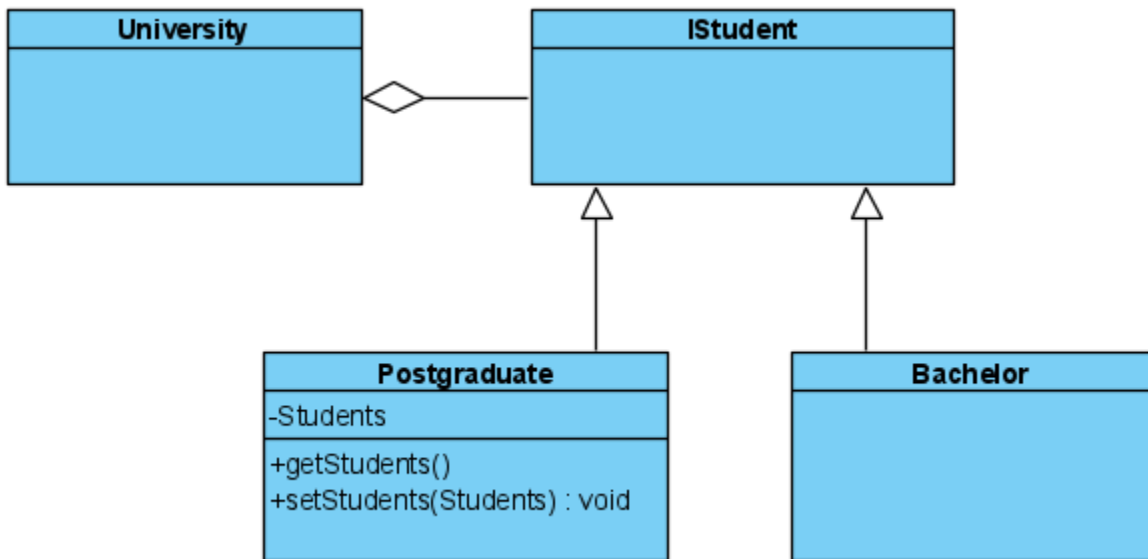 University
IStudent
Postgraduate
-Students
+getStudents()
+setStudents(Students) : void
Bachelor